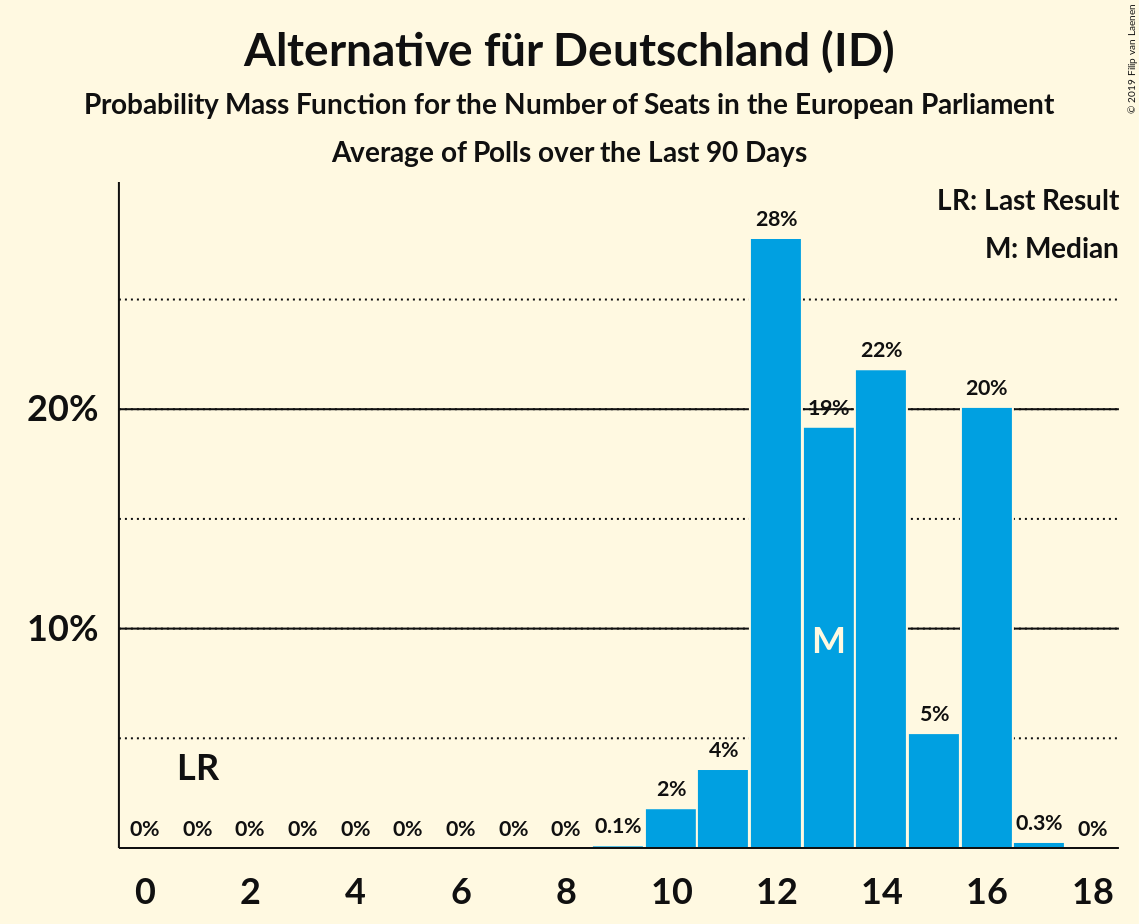 Alternative für Deutschland (ID)
Probability Mass Function for the Number of Seats in the European Parliament
Average of Polls over the Last 90 Days
© 2019 Filip van Laenen
LR: Last Result
M: Median
28%
22%
20%
20%
19%
10%
M
5%
4%
LR
2%
0% 0% 0% 0% 0% 0% 0% 0% 0% 0.1% 0.3% 0%
0 2 4 6 8 10 12 14 16 18